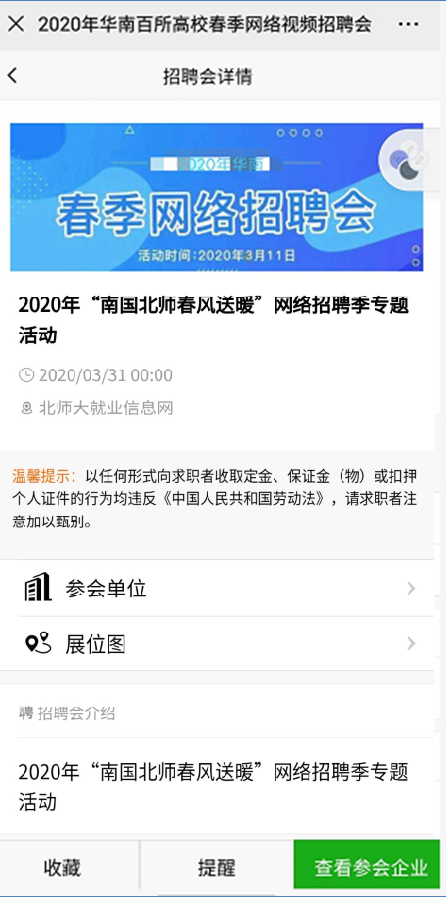 2020年华南百所高校春季网络视频招聘会
招聘会详情
2020年华南
春季网络招聘会
活动时间:2020年3月11日
2020年“南国北师春风送暖”网络招聘季专题
活动
2020/03/31 00:00
北师大就业信息网
温馨提示：以任何形式向求职者收取定金、保证金（物）或扣押
个人证件的行为均违反《中国人民共和国劳动法》，请求职者注
意加以甄别。
参会单位
展位图
聘 招聘会介绍
2020年“南国北师春风送暖”网络招聘季专题
活动
收藏
提醒
查看参会企业